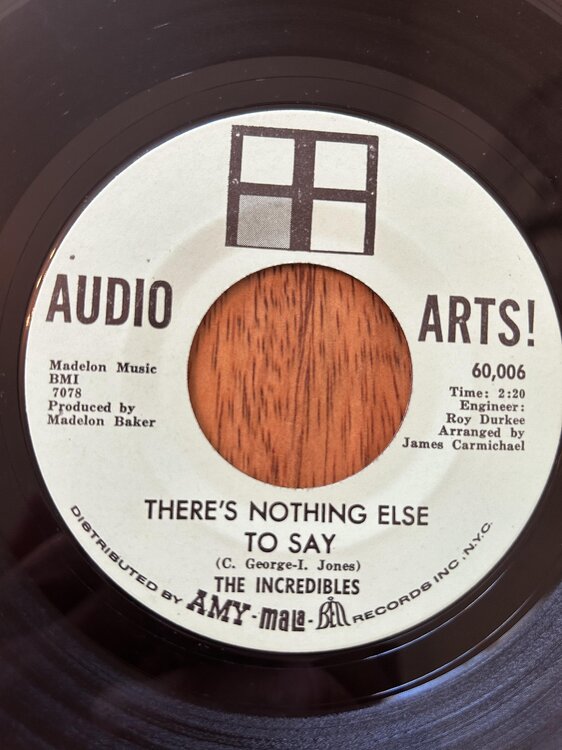 AUDIO ARTS!
Madelon Music
BMI
7078
Produced by
Madelon Baker
60,006
Time: 2:20
Engineer:
Roy Durkee
Arranged by
James Carmichael
THERE'S NOTHING ELSE
TO SAY
(C. George-I. Jones)
THE INCREDIBLES
DISTRIBUTED BY AMY-mala-Bell RECORDS INC., N.Y.C.